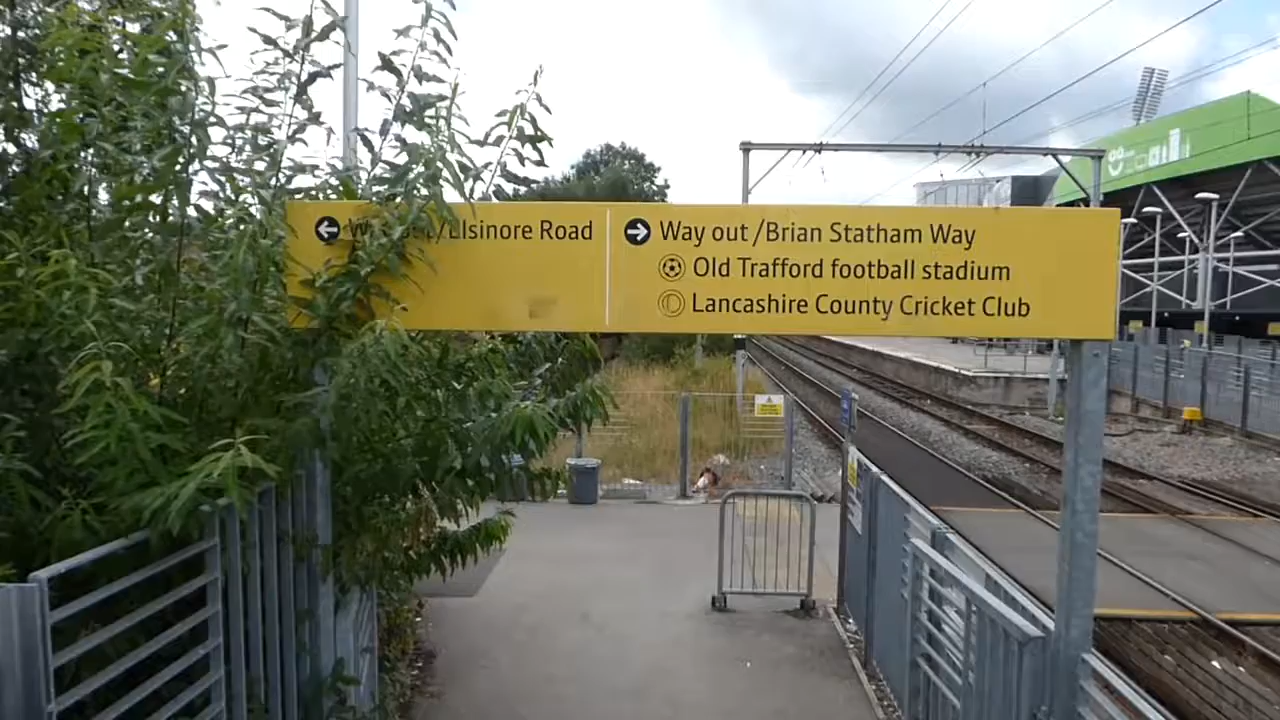 /Elsinore Road
Way out /Brian Statham Way
Old Trafford football stadium
Lancashire County Cricket Club